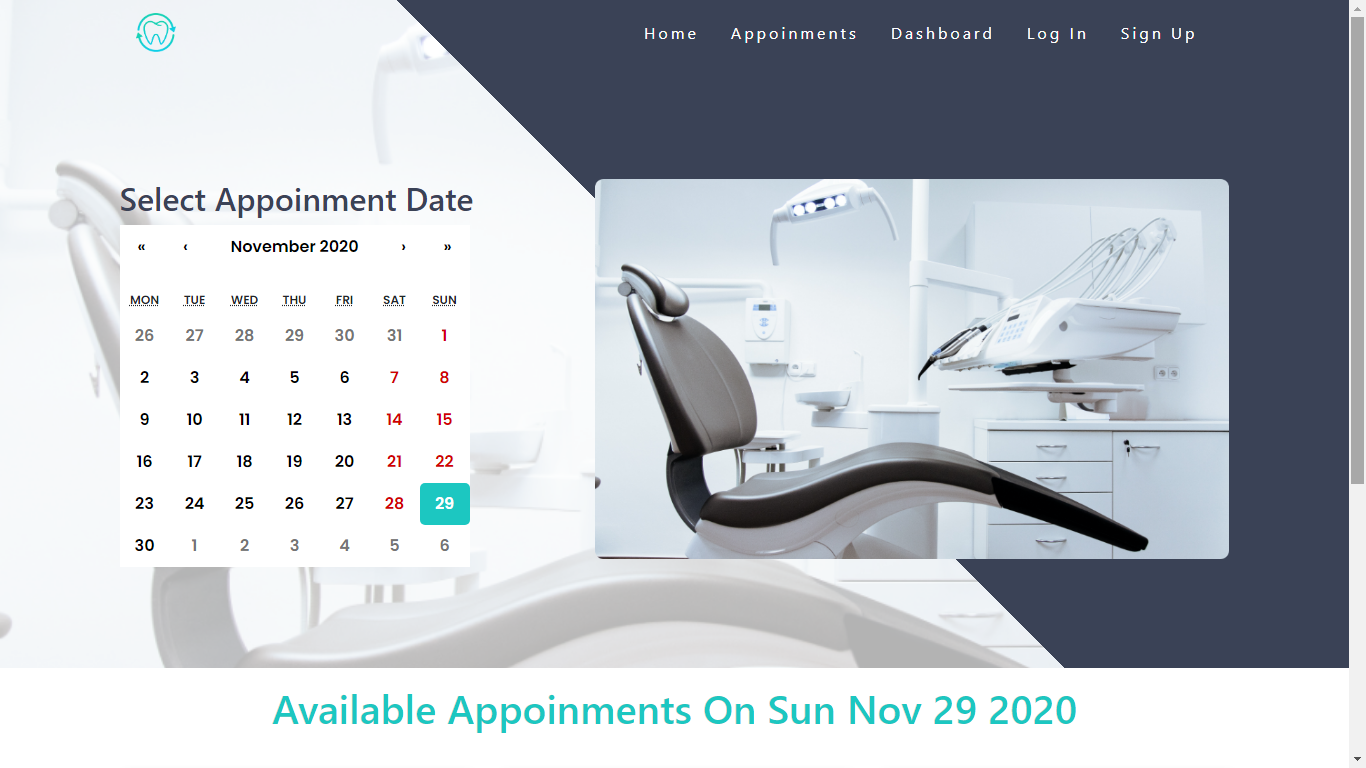 Home Appoinments Dashboard Log In Sign Up
Select Appoinment Date
« ‹ November 2020 › »
MON TUE WED THU FRI SAT SUN
26 27 28 29 30 31 1
2 3 4 5 6 7 8
9 10 11 12 13 14 15
16 17 18 19 20 21 22
23 24 25 26 27 28 29
30 1 2 3 4 5 6
Available Appoinments On Sun Nov 29 2020